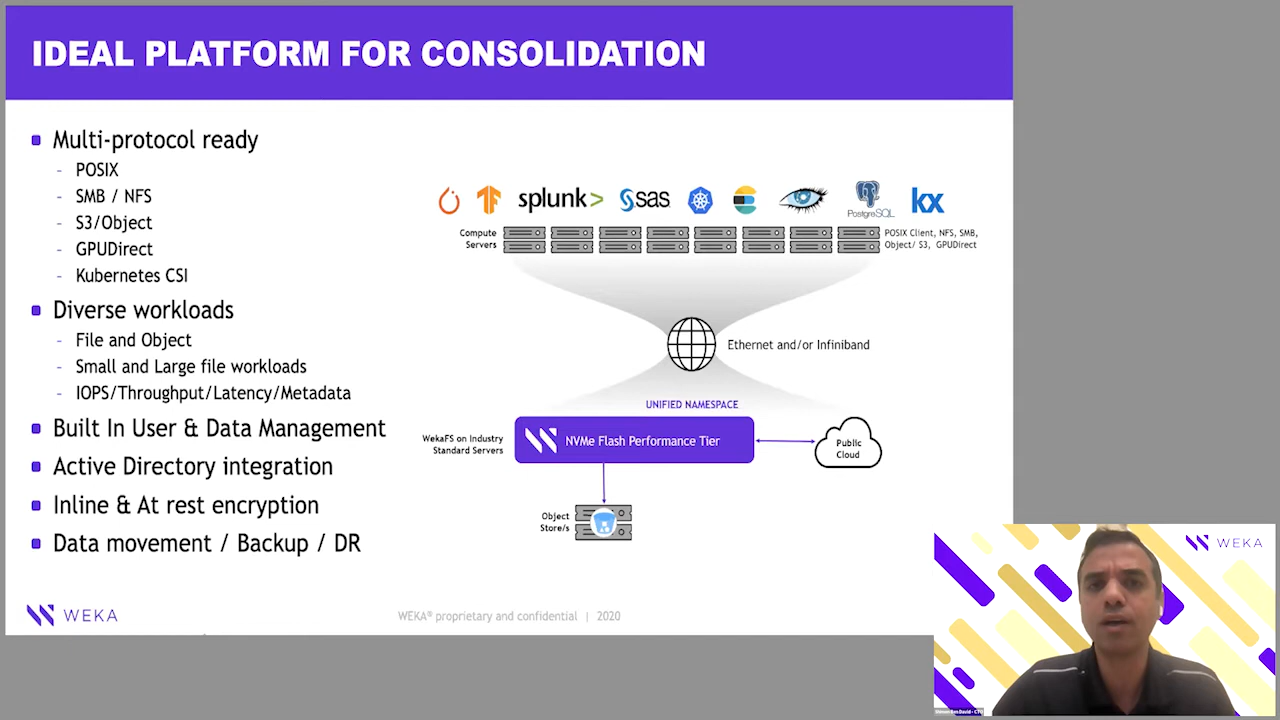 IDEAL PLATFORM FOR CONSOLIDATION
Multi-protocol ready
- POSIX
- SMB / NFS
- S3/Object
- GPUDirect
- Kubernetes CSI
Diverse workloads
- File and Object
- Small and Large file workloads
- IOPS/Throughput/Latency/Metadata
Built In User & Data Management
Active Directory integration
Inline & At rest encryption
Data movement / Backup / DR
splunk>
sas
PostgreSQL
kx
Compute
Servers
POSIX Client, NFS, SMB,
Object/ S3, GPUDirect
Ethernet and/or Infiniband
UNIFIED NAMESPACE
WekaFS on Industry
Standard Servers
NVMe Flash Performance Tier
Public
Cloud
Object
Store/s
WEKA
WEKA® proprietary and confidential | 2020
WEKA
Ben David - CTO